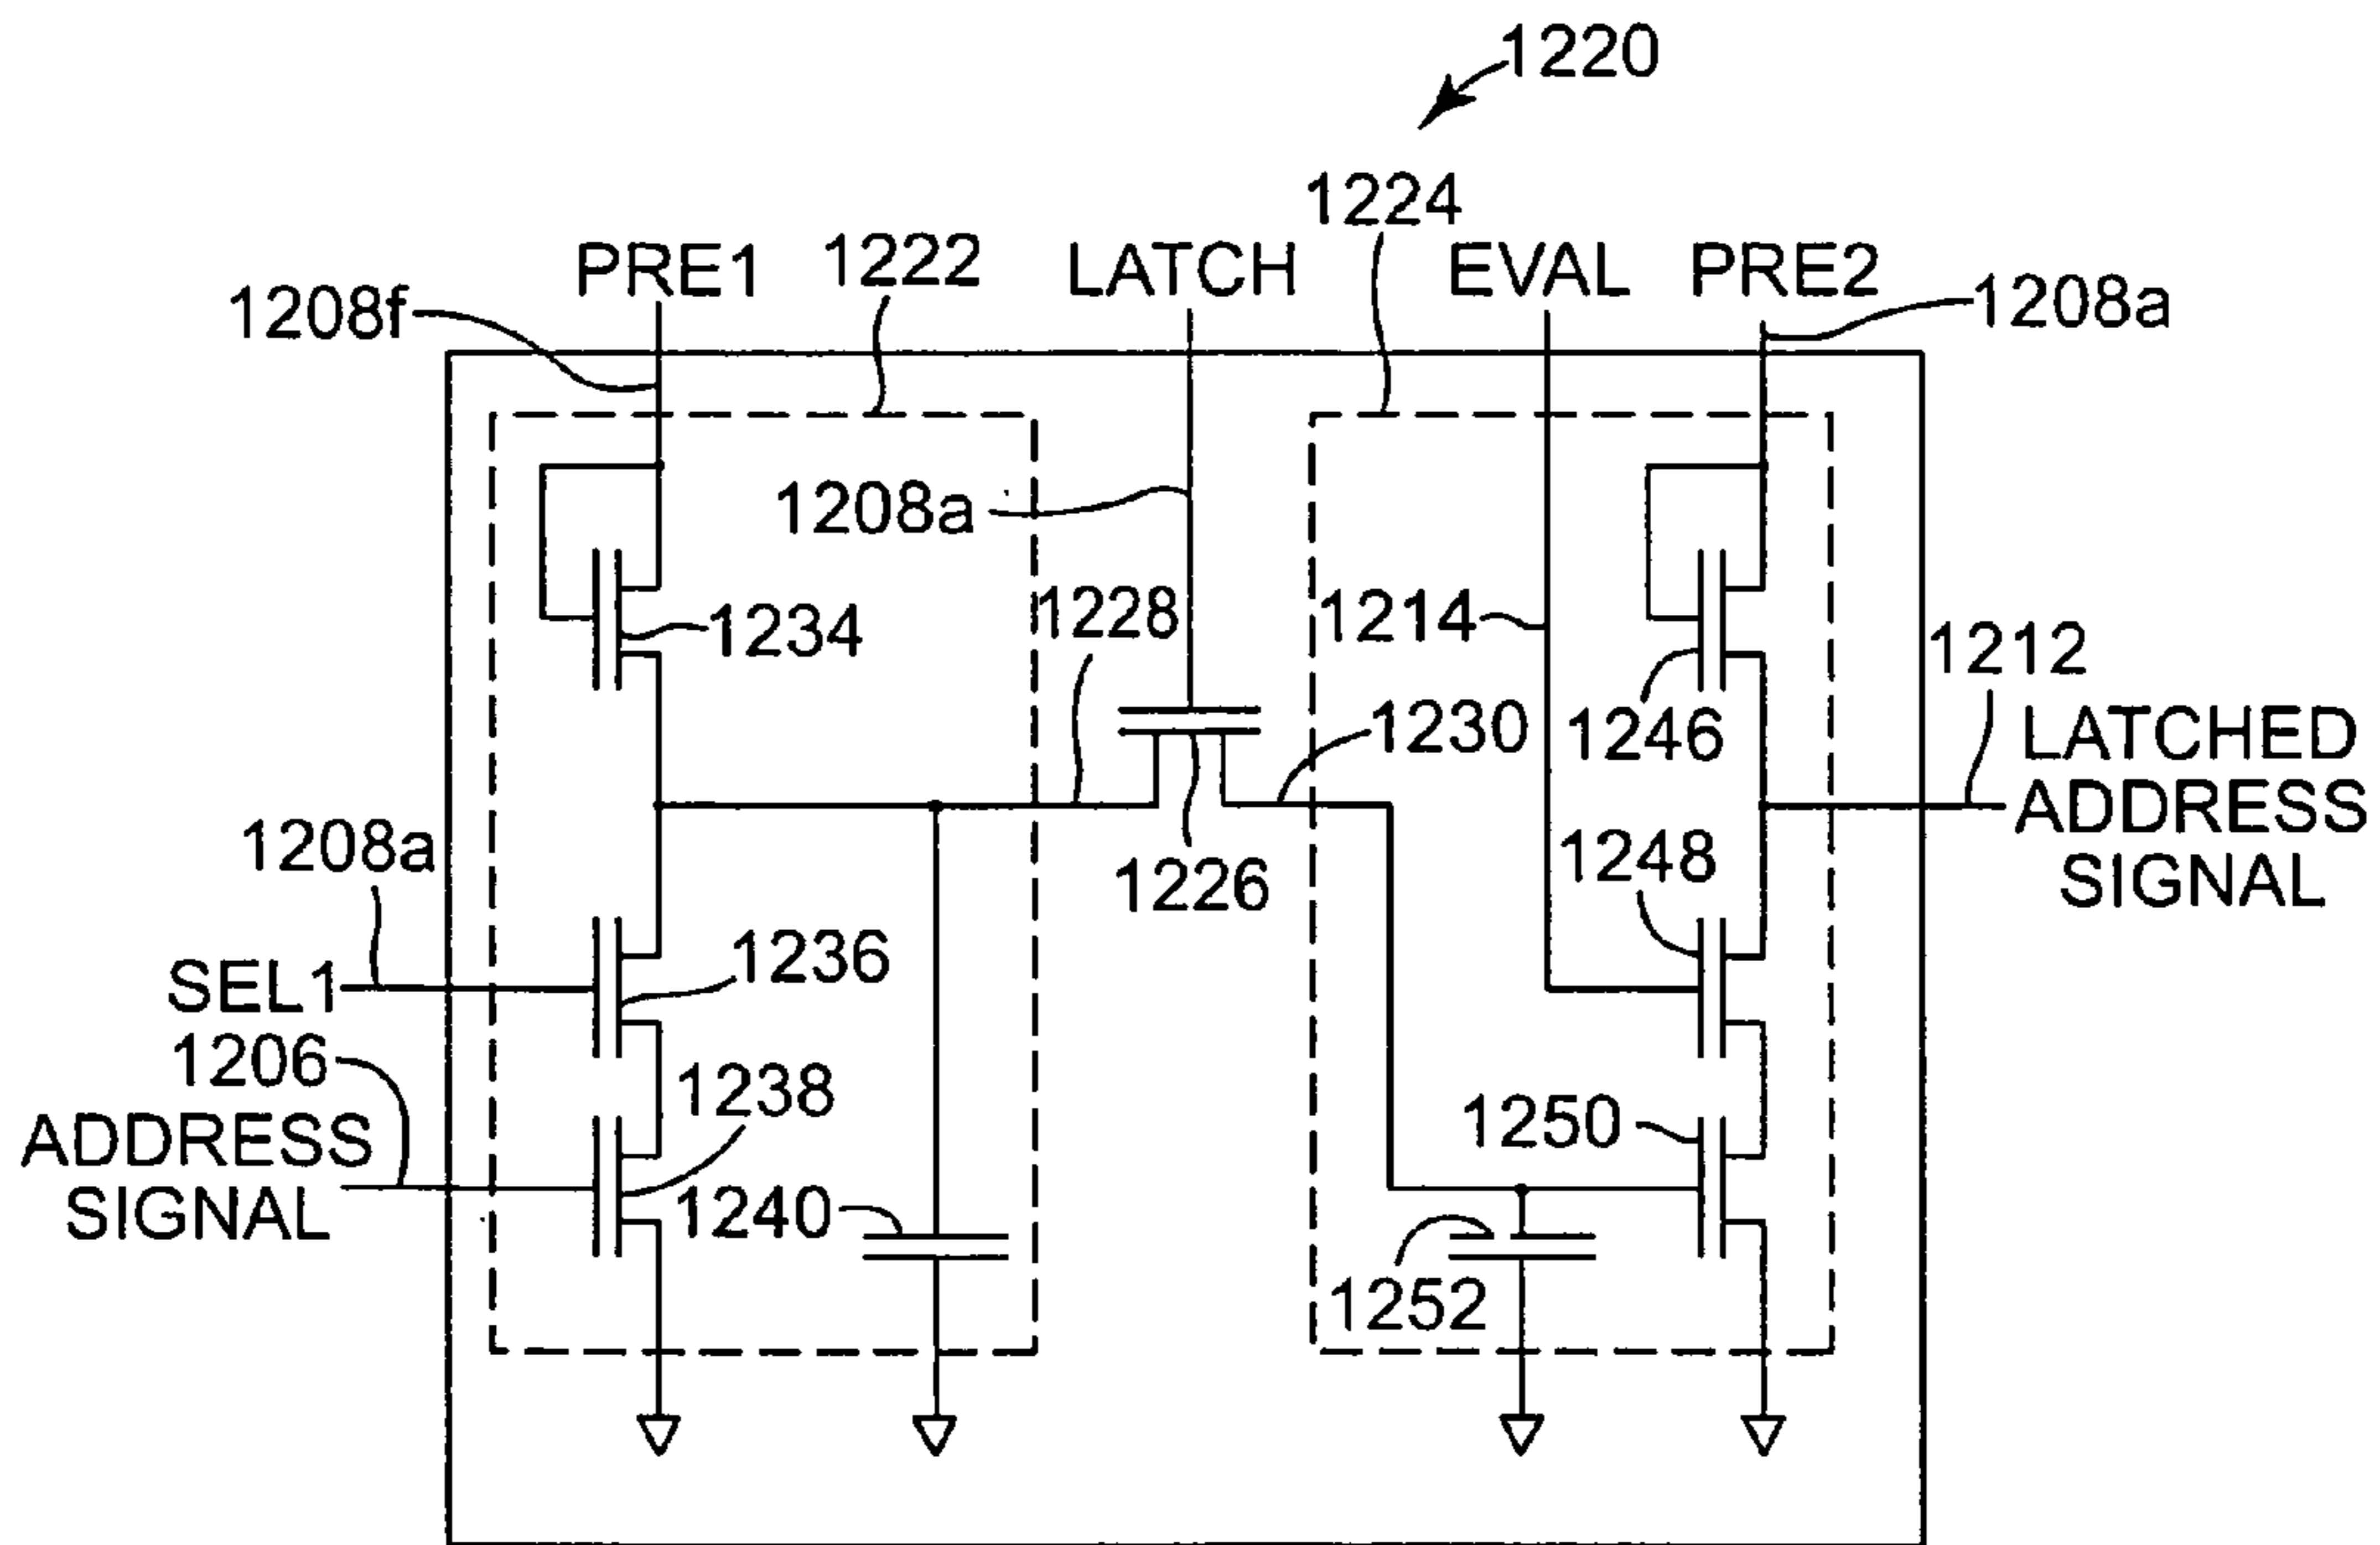 1220
1224
1222
PRE1
LATCH
EVAL
PRE2
1208f
1208a
1208a
1228
1214
1234
1212
1246
1230
LATCHED
ADDRESS
SIGNAL
1208a
1226
1248
1236
SEL1
1206
1238
ADDRESS
SIGNAL
1250
1240
1252